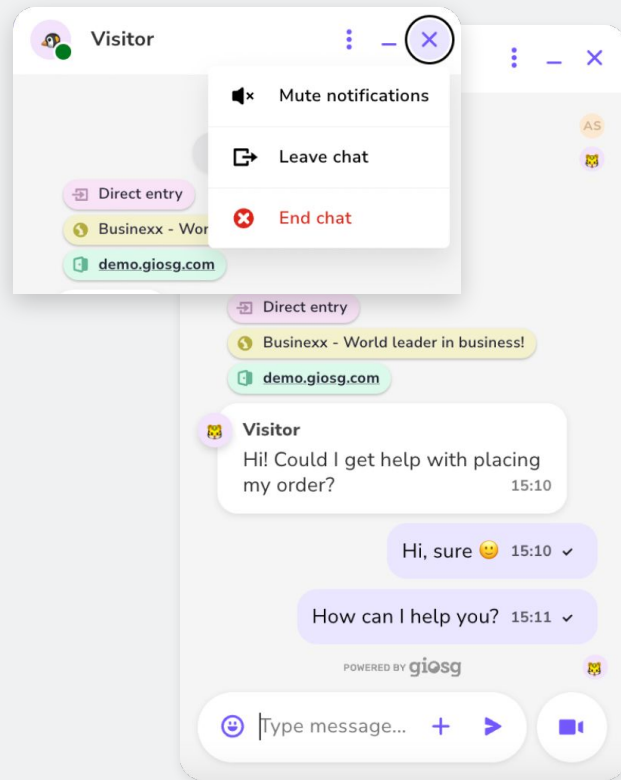 Visitor
Mute notifications
Leave chat
End chat
Direct entry
Businexx - Wor
demo.giosg.com
AS
Direct entry
Businexx - World leader in business!
demo.giosg.com
Visitor
Hi! Could I get help with placing
my order? 15:10
Hi, sure 🙂 15:10
How can I help you? 15:11
POWERED BY giosg
Type message...